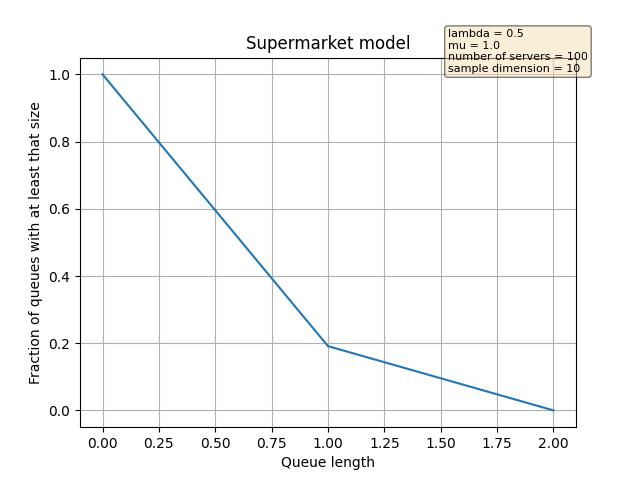 Supermarket model
lambda = 0.5
mu = 1.0
number of servers = 100
sample dimension = 10
Fraction of queues with at least that size
1.0
0.8
0.6
0.4
0.2
0.0
0.00 0.25 0.50 0.75 1.00 1.25 1.50 1.75 2.00
Queue length